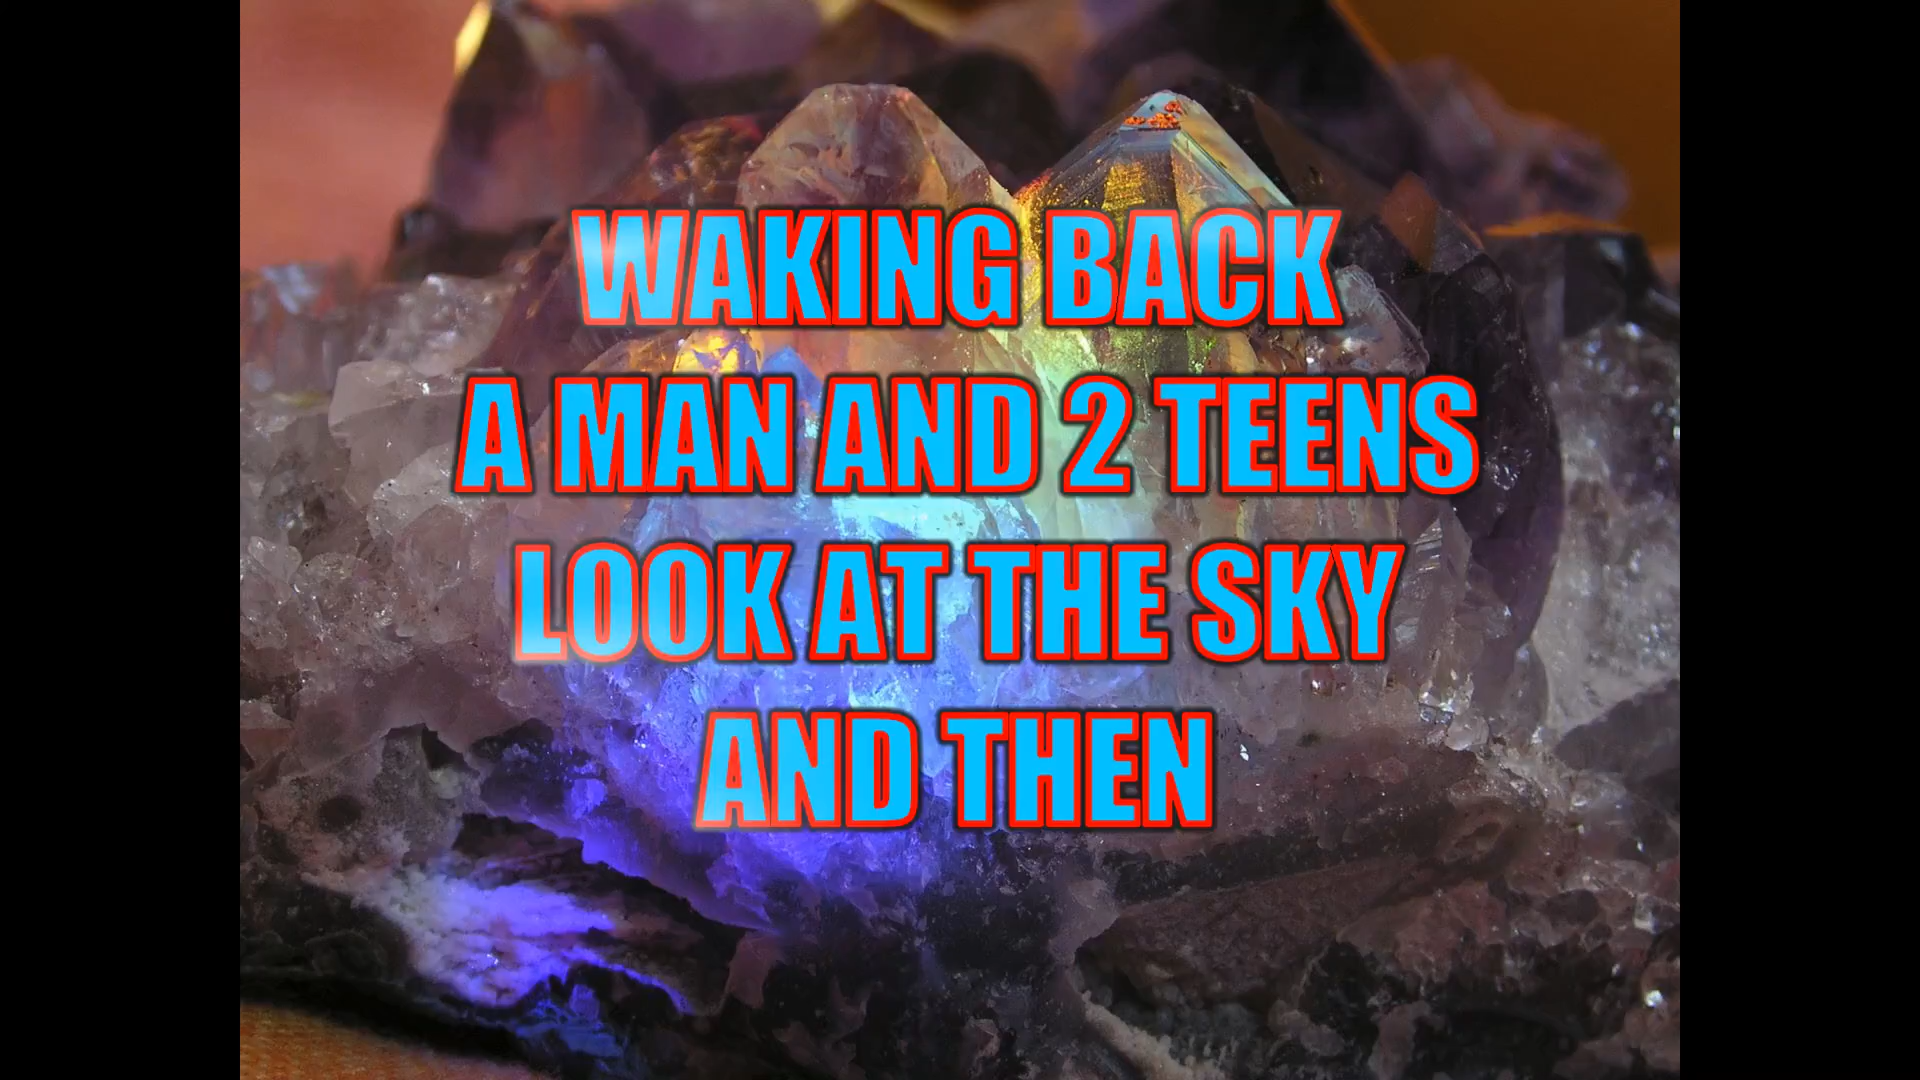 WAKING BACK
A MAN AND 2 TEENS
LOOK AT THE SKY
AND THEN